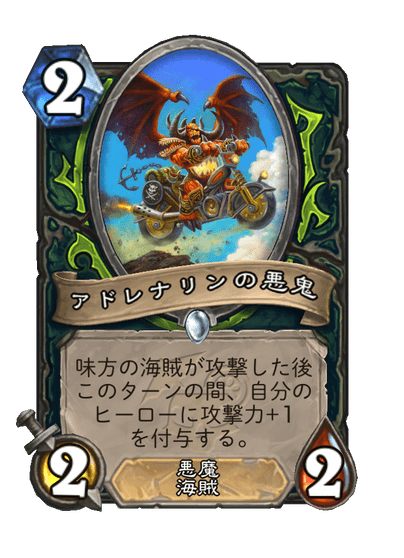 2
アドレナリンの悪鬼
味方の海賊が攻撃した後
このターンの間、自分の
ヒーローに攻撃力+1
を付与する。
悪魔
海賊
2
2